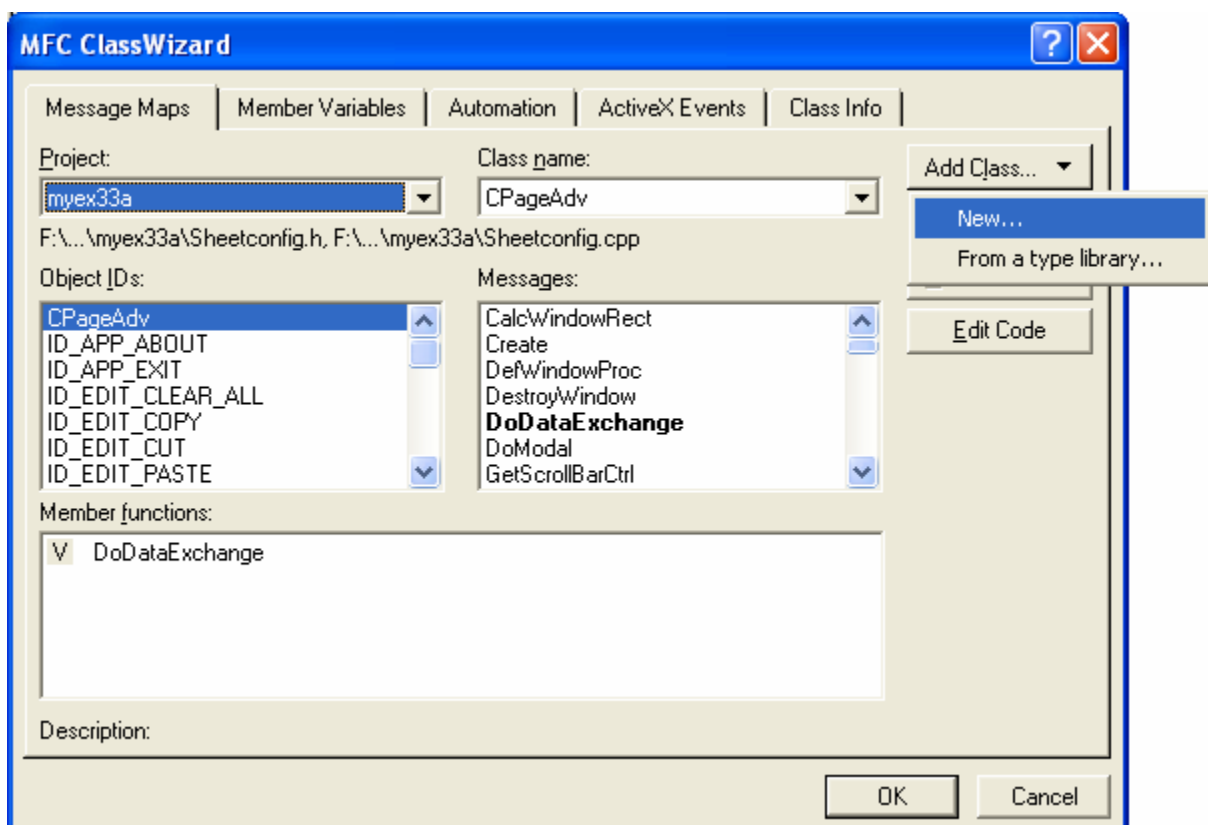 MFC ClassWizard
Message Maps Member Variables Automation ActiveX Events Class Info
Project:
myex33a
Class name:
CPageAdv
F:\...\myex33a\Sheetconfig.h, F:\...\myex33a\Sheetconfig.cpp
Add Class...
New...
From a type library...
Edit Code
Object IDs:
CPageAdv
ID_APP_ABOUT
ID_APP_EXIT
ID_EDIT_CLEAR_ALL
ID_EDIT_COPY
ID_EDIT_CUT
ID_EDIT_PASTE
Messages:
CalcWindowRect
Create
DefWindowProc
DestroyWindow
DoDataExchange
DoModal
GetScrollBarCtrl
Member functions:
V DoDataExchange
Description:
OK Cancel